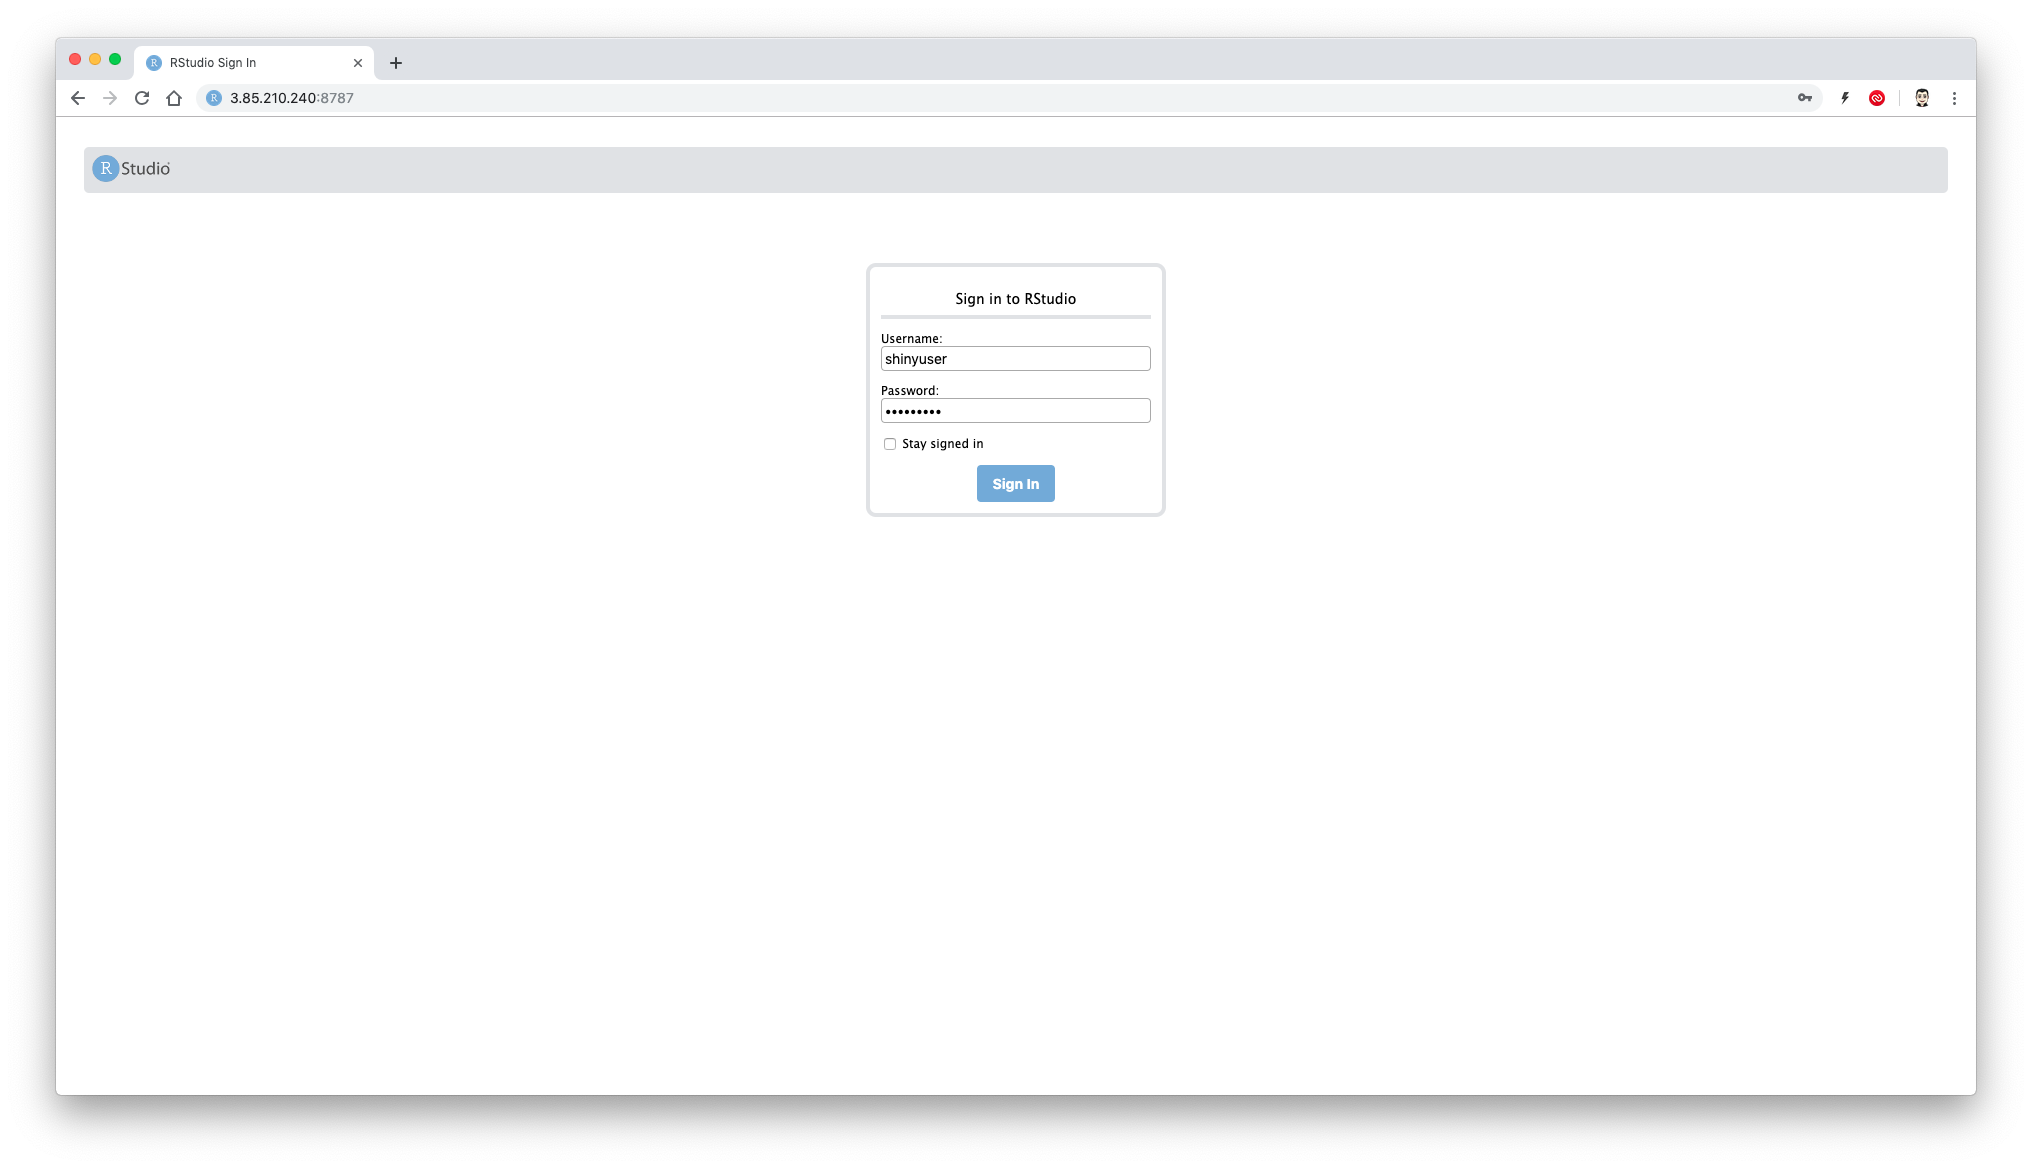 RStudio Sign In
3.85.210.240:8787
R Studio
Sign in to RStudio
Username:
shinyuser
Password:
•••••••••
Stay signed in
Sign In